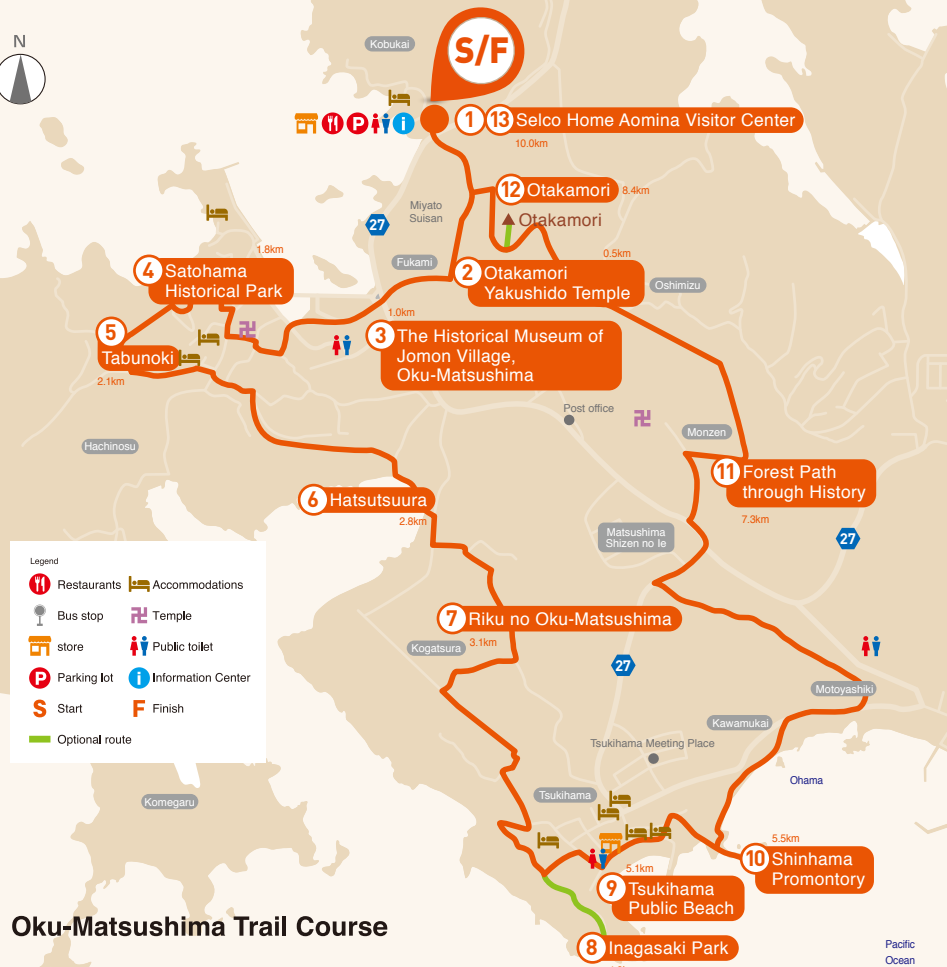 N
Kobukai
S/F
P
i
1 13 Selco Home Aomina Visitor Center
10.0km
12 Otakamori
8.4km
Miyato
Suisan
27
Otakamori
1.8km
0.5km
Fukami
4 Satohama
Historical Park
2 Otakamori
Yakushido Temple
Oshimizu
1.0km
5
Tabunoki
2.1km
3 The Historical Museum of
Jomon Village,
Oku-Matsushima
Post office
Monzen
Hachinosu
11 Forest Path
through History
7.3km
6 Hatsutsuura
2.8km
Matsushima
Shizen no Ie
27
Legend
Restaurants
Accommodations
Bus stop
Temple
store
Public toilet
P Parking lot
i Information Center
S Start
F Finish
Optional route
7 Riku no Oku-Matsushima
3.1km
Kogatsura
27
Motoyashiki
Kawamukai
Tsukihama Meeting Place
Ohama
Tsukihama
Komegaru
5.5km
10 Shinhama
Promontory
5.1km
9 Tsukihama
Public Beach
Oku-Matsushima Trail Course
8 Inagasaki Park
Pacific
Ocean